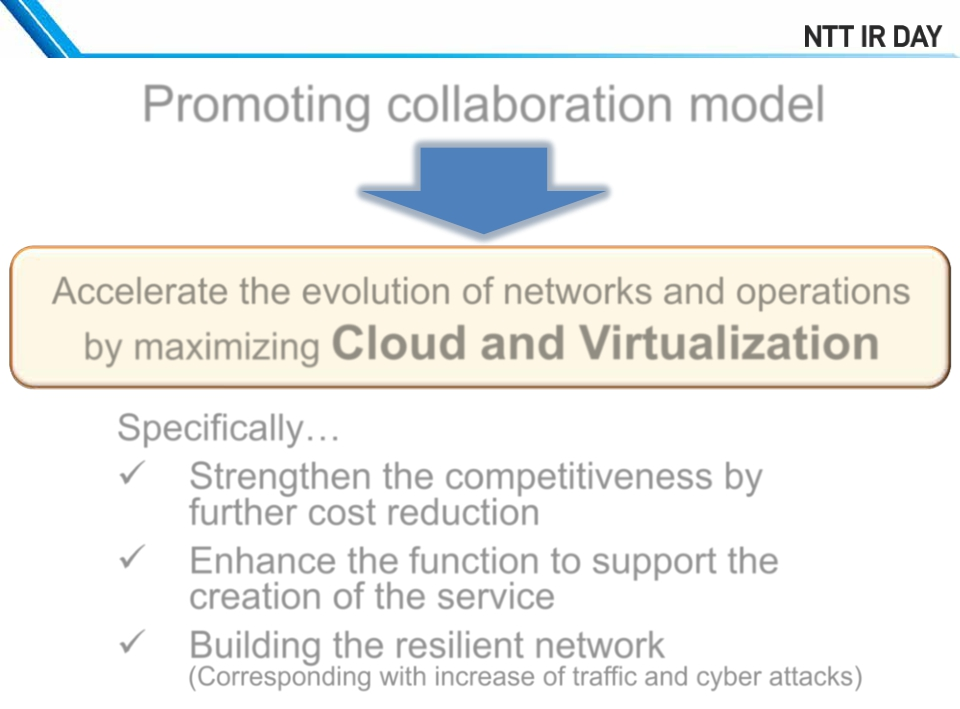 NTT IR DAY
Promoting collaboration model
Accelerate the evolution of networks and operations
by maximizing Cloud and Virtualization
Specifically…
✓ Strengthen the competitiveness by
further cost reduction
✓ Enhance the function to support the
creation of the service
✓ Building the resilient network
(Corresponding with increase of traffic and cyber attacks)